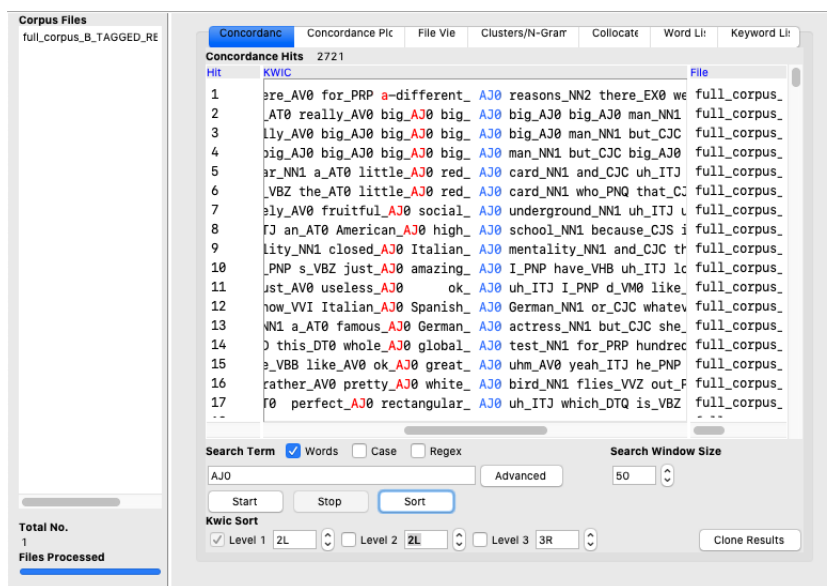 Corpus Files
full_corpus_B_TAGGED_RE
Concordanc Concordance Plc File Vie Clusters/N-Gram Collocate Word Li: Keyword Li:
Concordance Hits 2721
Hit KWIC File
1 ere_AV0 for_PRP a-different_ AJ0 reasons_NN2 there_EX0 we full_corpus_
2 _AT0 really_AV0 big_AJ0 big_ AJ0 big_AJ0 big_AJ0 man_NN1 full_corpus_
3 lly_AV0 big_AJ0 big_AJ0 big_ AJ0 big_AJ0 man_NN1 but_CJC full_corpus_
4 big_AJ0 big_AJ0 big_AJ0 big_ AJ0 man_NN1 but_CJC big_AJ0 full_corpus_
5 ar_NN1 a_AT0 little_AJ0 red_ AJ0 card_NN1 and_CJC uh_ITJ full_corpus_
6 _VBZ the_AT0 little_AJ0 red_ AJ0 card_NN1 who_PNQ that_CJ full_corpus_
7 ely_AV0 fruitful_AJ0 social_ AJ0 underground_NN1 uh_ITJ u full_corpus_
8 TJ an_AT0 American_AJ0 high_ AJ0 school_NN1 because_CJS i full_corpus_
9 lity_NN1 closed_AJ0 Italian_ AJ0 mentality_NN1 and_CJC th full_corpus_
10 _PNP s_VBZ just_AJ0 amazing_ AJ0 I_PNP have_VHB uh_ITJ lo full_corpus_
11 ust_AV0 useless_AJ0 ok_ AJ0 uh_ITJ I_PNP d_VM0 like_ full_corpus_
12 now_VVI Italian_AJ0 Spanish_ AJ0 German_NN1 or_CJC whatev full_corpus_
13 NN1 a_AT0 famous_AJ0 German_ AJ0 actress_NN1 but_CJC she_ full_corpus_
14 this_DT0 whole_AJ0 global_ AJ0 test_NN1 for_PRP hundred full_corpus_
15 e_VBB like_AV0 ok_AJ0 great_ AJ0 uhm_AV0 yeah_ITJ he_PNP full_corpus_
16 rather_AV0 pretty_AJ0 white_ AJ0 bird_NN1 flies_VVZ out_P full_corpus_
17 T0 perfect_AJ0 rectangular_ AJ0 uh_ITJ which_DTQ is_VBZ full_corpus_
Search Term Words Case Regex Search Window Size
AJ0 Advanced 50
Start Stop Sort
Kwic Sort
Level 1 2L Level 2 2L Level 3 3R Clone Results
Total No.
1
Files Processed